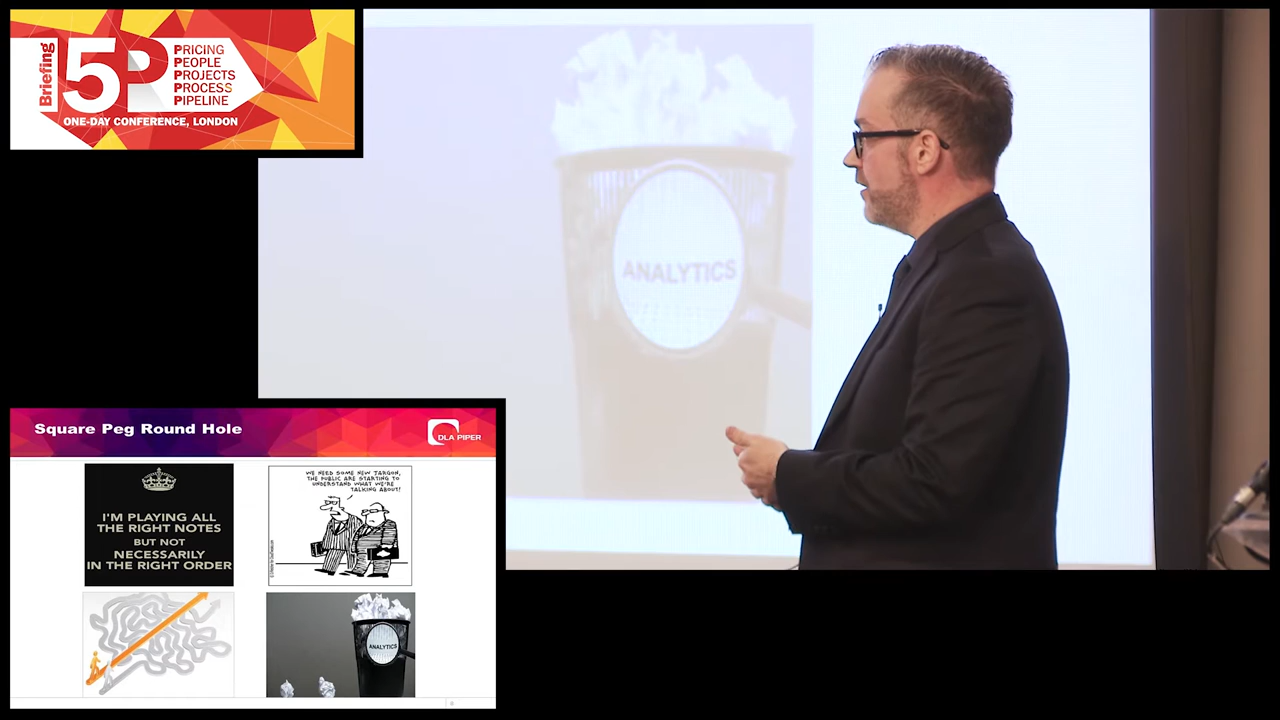 Briefing
5P
PRICING
PEOPLE
PROJECTS
PROCESS
PIPELINE
ONE-DAY CONFERENCE, LONDON
ANALYTICS
Square Peg Round Hole
DLA PIPER
I'M PLAYING ALL
THE RIGHT NOTES
BUT NOT
NECESSARILY
IN THE RIGHT ORDER
WE NEED SOME NEW JARGON,
THE PUBLIC ARE STARTING TO
UNDERSTAND WHAT WE'RE
TALKING ABOUT!
ANALYTICS